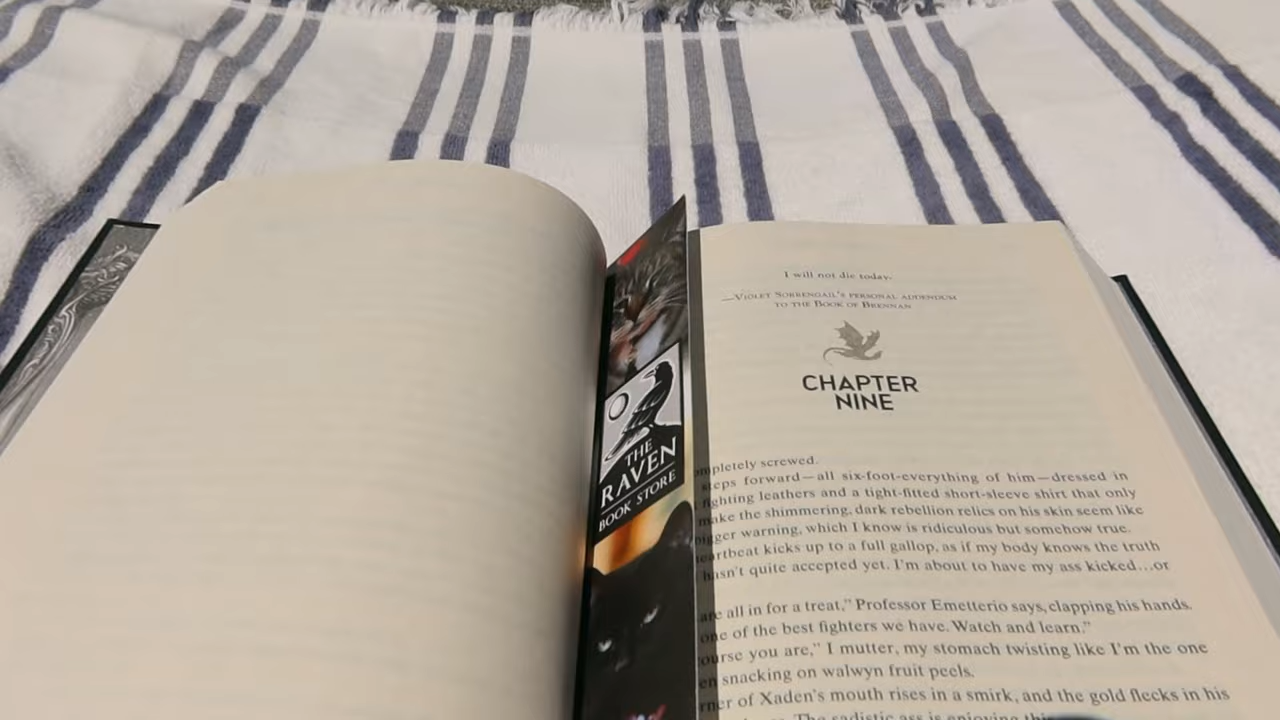 THE
RAVEN
BOOK STORE
I will not die today.
—Violet Sorrengail's personal addendum
to the Book of Brennan
CHAPTER
NINE
ompletely screwed.
steps forward—all six-foot-everything of him—dressed in
fighting leathers and a tight-fitted short-sleeve shirt that only
make the shimmering, dark rebellion relics on his skin seem like
bigger warning, which I know is ridiculous but somehow true.
eartbeat kicks up to a full gallop, as if my body knows the truth
hasn't quite accepted yet. I'm about to have my ass kicked…or
are all in for a treat,” Professor Emetterio says, clapping his hands.
one of the best fighters we have. Watch and learn.”
ourse you are,” I mutter, my stomach twisting like I'm the one
en snacking on walwyn fruit peels.
rner of Xaden's mouth rises in a smirk, and the gold flecks in his
The sadistic ass is enjoying